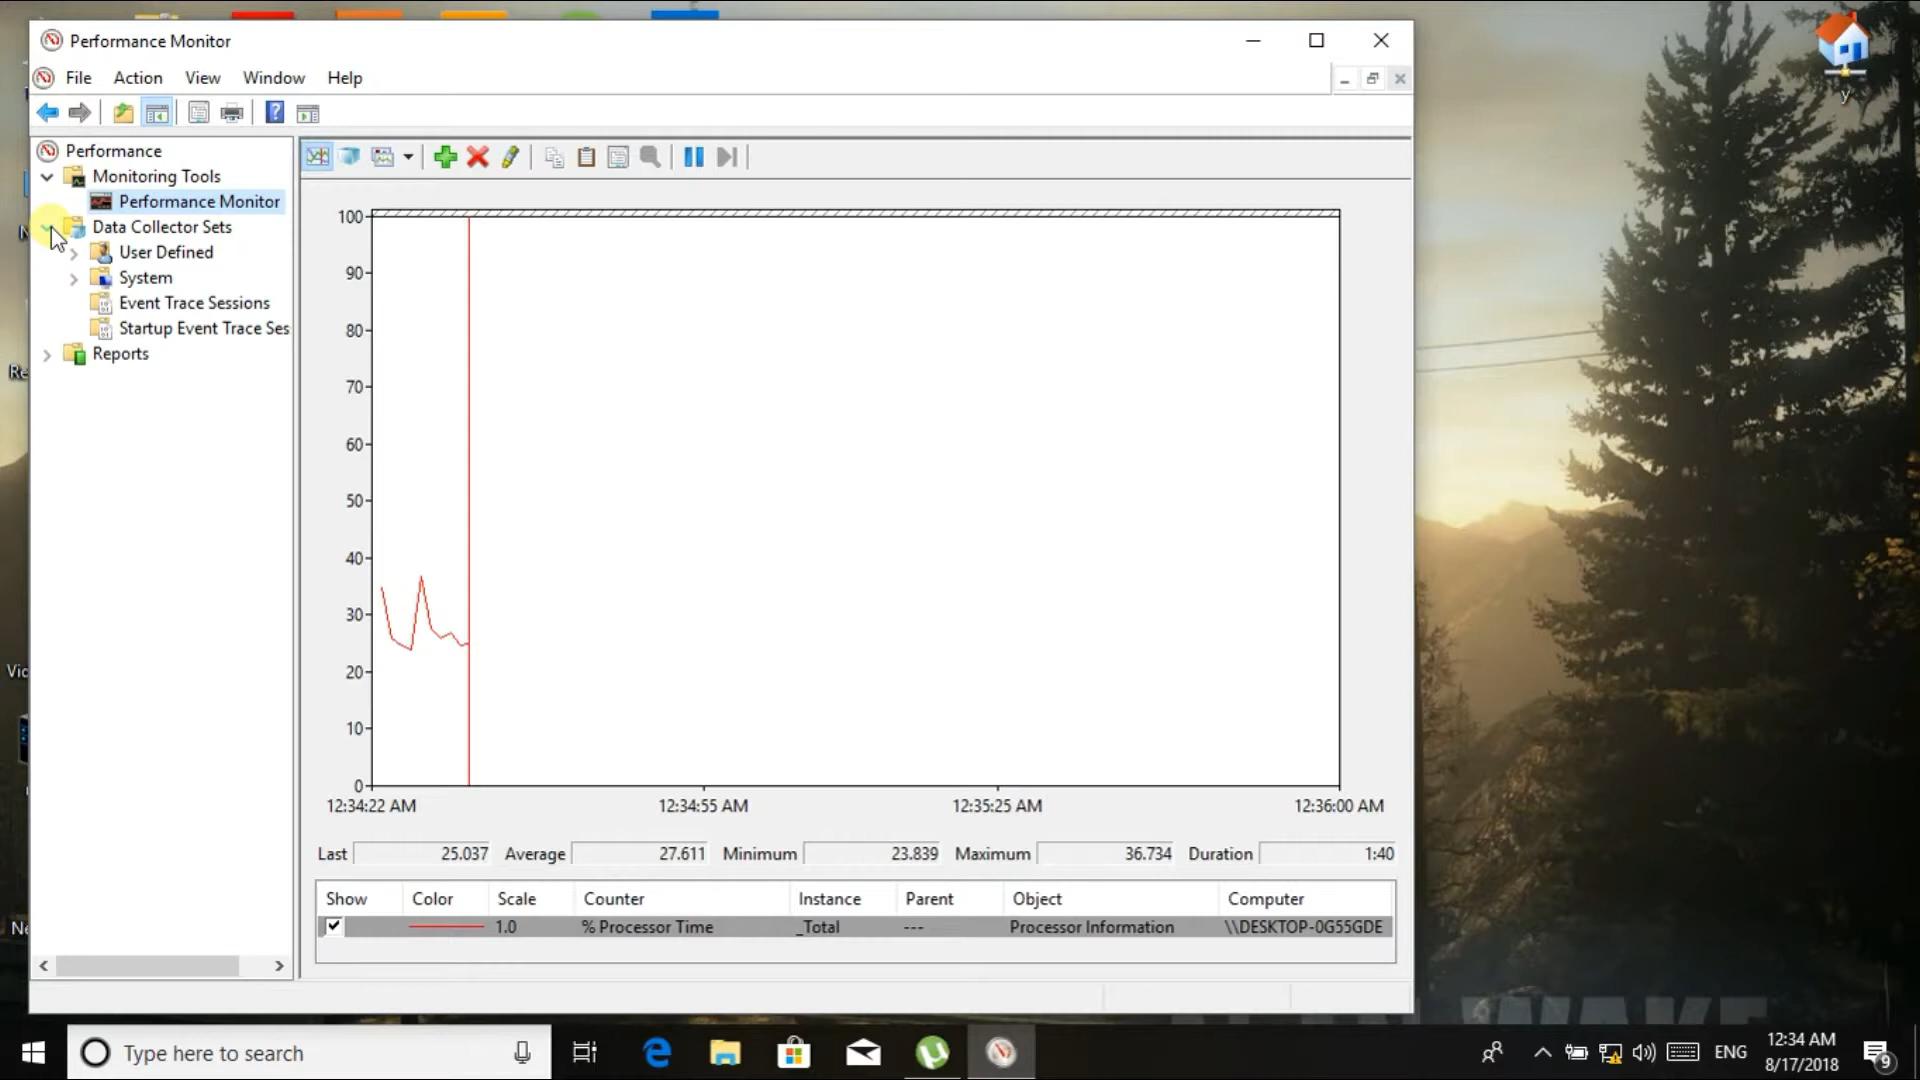 Performance Monitor
File Action View Window Help
Performance
Monitoring Tools
Performance Monitor
Data Collector Sets
User Defined
System
Event Trace Sessions
Startup Event Trace Ses
Reports
100
90
80
70
60
50
40
30
20
10
0
12:34:22 AM 12:34:55 AM 12:35:25 AM 12:36:00 AM
Last 25.037 Average 27.611 Minimum 23.839 Maximum 36.734 Duration 1:40
Show Color Scale Counter Instance Parent Object Computer
1.0 % Processor Time _Total --- Processor Information \\DESKTOP-0G55GDE
y
Re
Vic
Ne
Type here to search
ENG
12:34 AM
8/17/2018
9